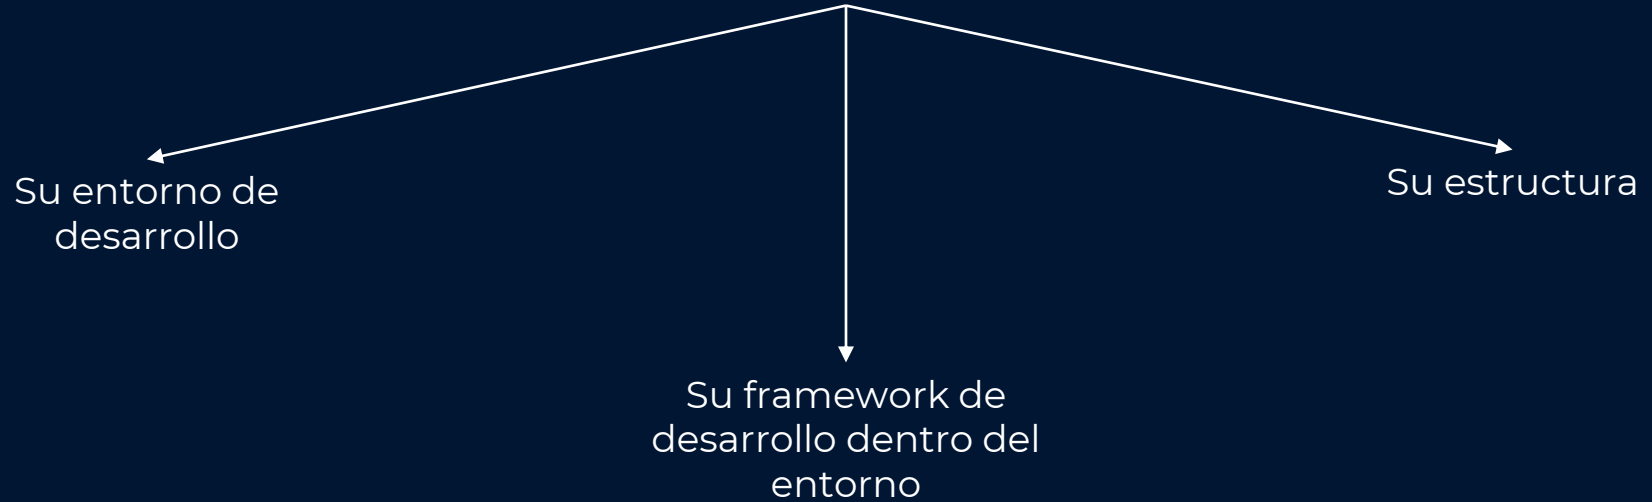 Su entorno de
desarrollo
Su framework de
desarrollo dentro del
entorno
Su estructura